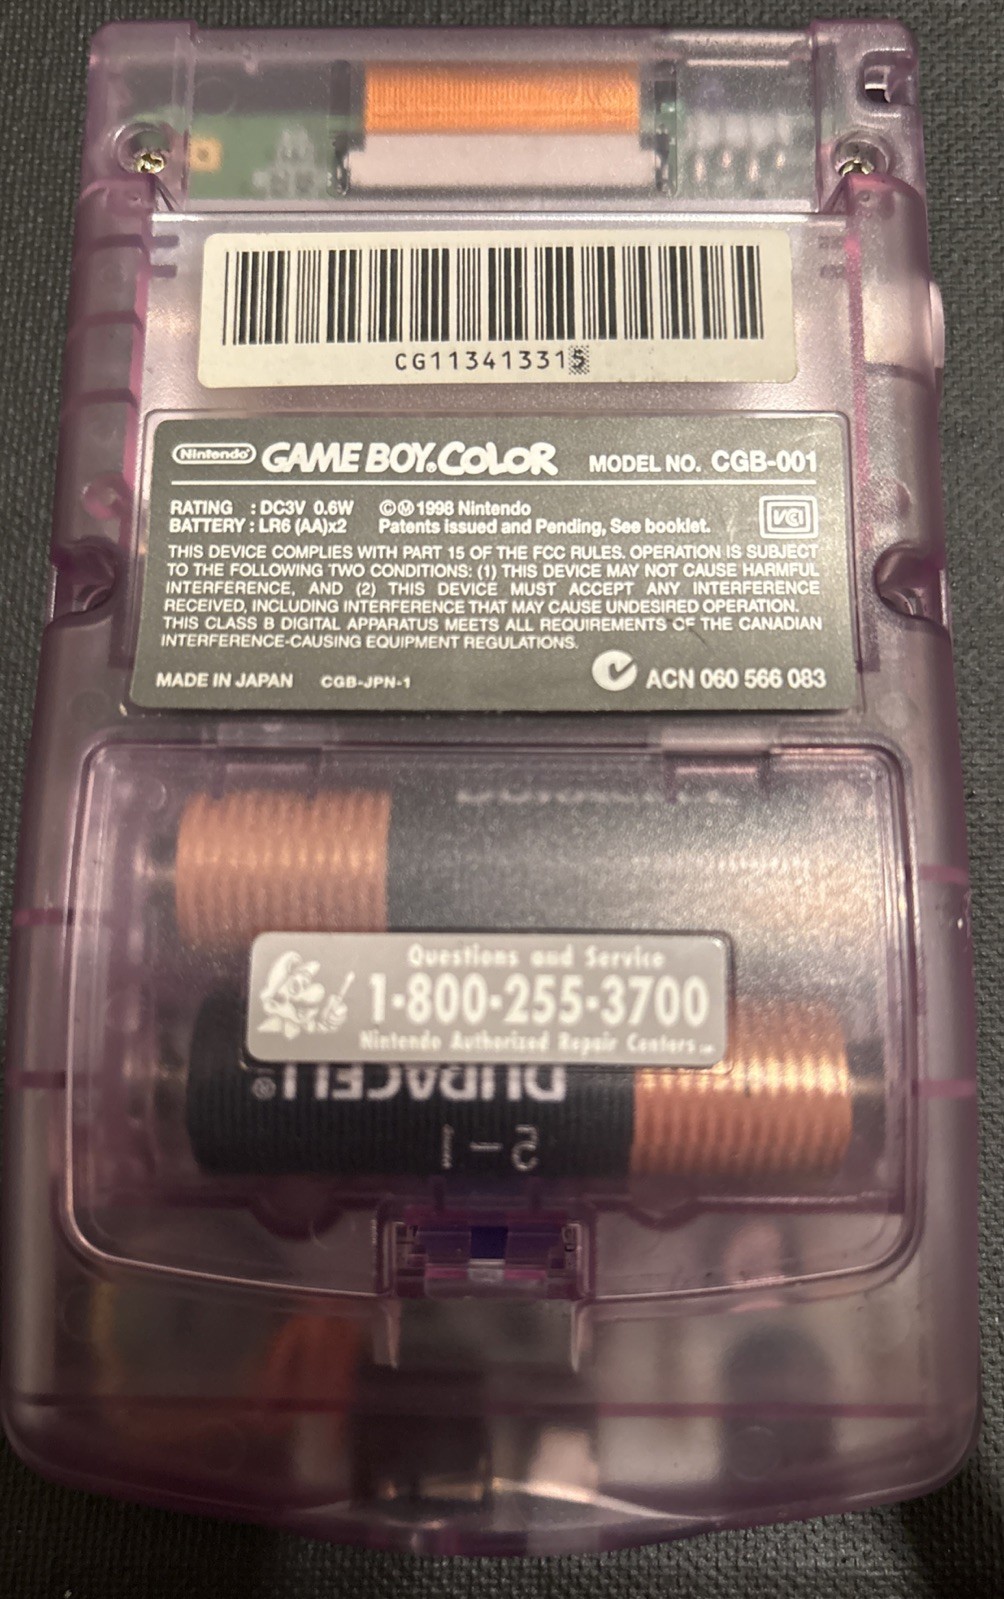 CG113413315
Nintendo® GAME BOY COLOR MODEL NO. CGB-001
RATING : DC3V 0.6W ©Ⓜ1998 Nintendo
BATTERY : LR6 (AA)x2 Patents issued and Pending, See booklet.
VCI
THIS DEVICE COMPLIES WITH PART 15 OF THE FCC RULES. OPERATION IS SUBJECT
TO THE FOLLOWING TWO CONDITIONS: (1) THIS DEVICE MAY NOT CAUSE HARMFUL
INTERFERENCE, AND (2) THIS DEVICE MUST ACCEPT ANY INTERFERENCE
RECEIVED, INCLUDING INTERFERENCE THAT MAY CAUSE UNDESIRED OPERATION.
THIS CLASS B DIGITAL APPARATUS MEETS ALL REQUIREMENTS OF THE CANADIAN
INTERFERENCE-CAUSING EQUIPMENT REGULATIONS.
MADE IN JAPAN CGB-JPN-1 ACN 060 566 083
Questions and Service
1-800-255-3700
Nintendo Authorized Repair Centers
DURACELL®